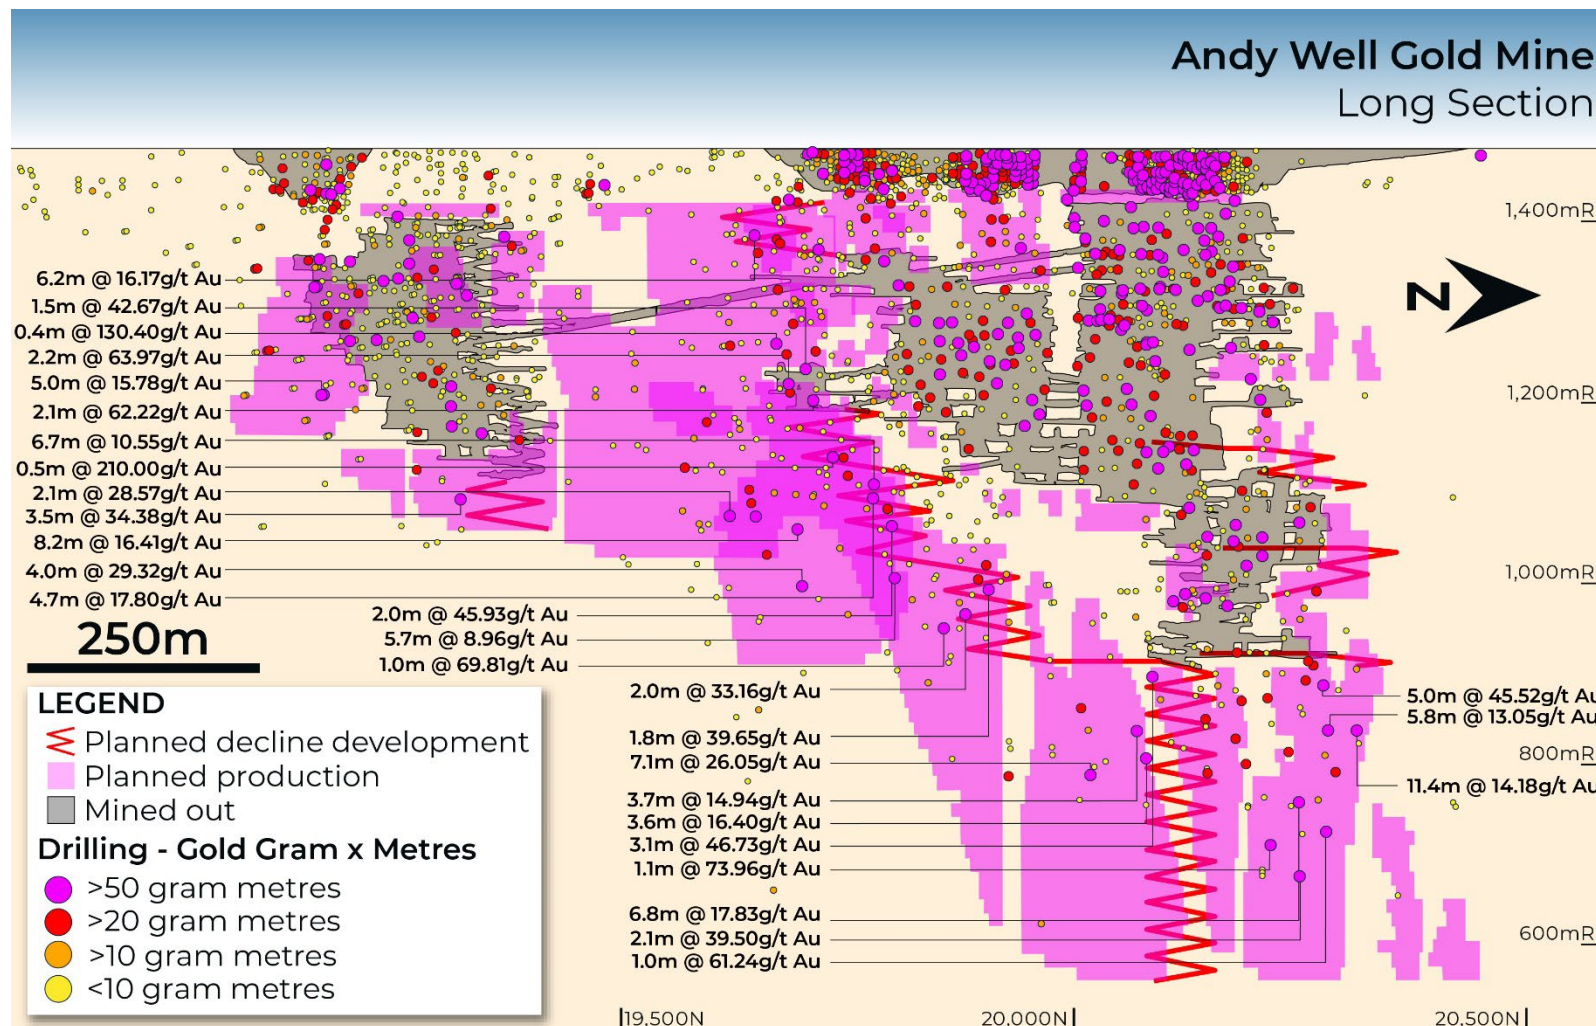 Andy Well Gold Mine
Long Section
1,400mR
N
6.2m @ 16.17g/t Au
1.5m @ 42.67g/t Au
0.4m @ 130.40g/t Au
2.2m @ 63.97g/t Au
5.0m @ 15.78g/t Au
2.1m @ 62.22g/t Au
6.7m @ 10.55g/t Au
0.5m @ 210.00g/t Au
2.1m @ 28.57g/t Au
3.5m @ 34.38g/t Au
8.2m @ 16.41g/t Au
4.0m @ 29.32g/t Au
4.7m @ 17.80g/t Au
1,200mR
1,000mR
250m
2.0m @ 45.93g/t Au
5.7m @ 8.96g/t Au
1.0m @ 69.81g/t Au
2.0m @ 33.16g/t Au
1.8m @ 39.65g/t Au
7.1m @ 26.05g/t Au
3.7m @ 14.94g/t Au
3.6m @ 16.40g/t Au
3.1m @ 46.73g/t Au
1.1m @ 73.96g/t Au
6.8m @ 17.83g/t Au
2.1m @ 39.50g/t Au
1.0m @ 61.24g/t Au
5.0m @ 45.52g/t Au
5.8m @ 13.05g/t Au
800mR
11.4m @ 14.18g/t Au
600mR
LEGEND
Planned decline development
Planned production
Mined out
Drilling - Gold Gram x Metres
>50 gram metres
>20 gram metres
>10 gram metres
<10 gram metres
19,500N
20,000N
20,500N